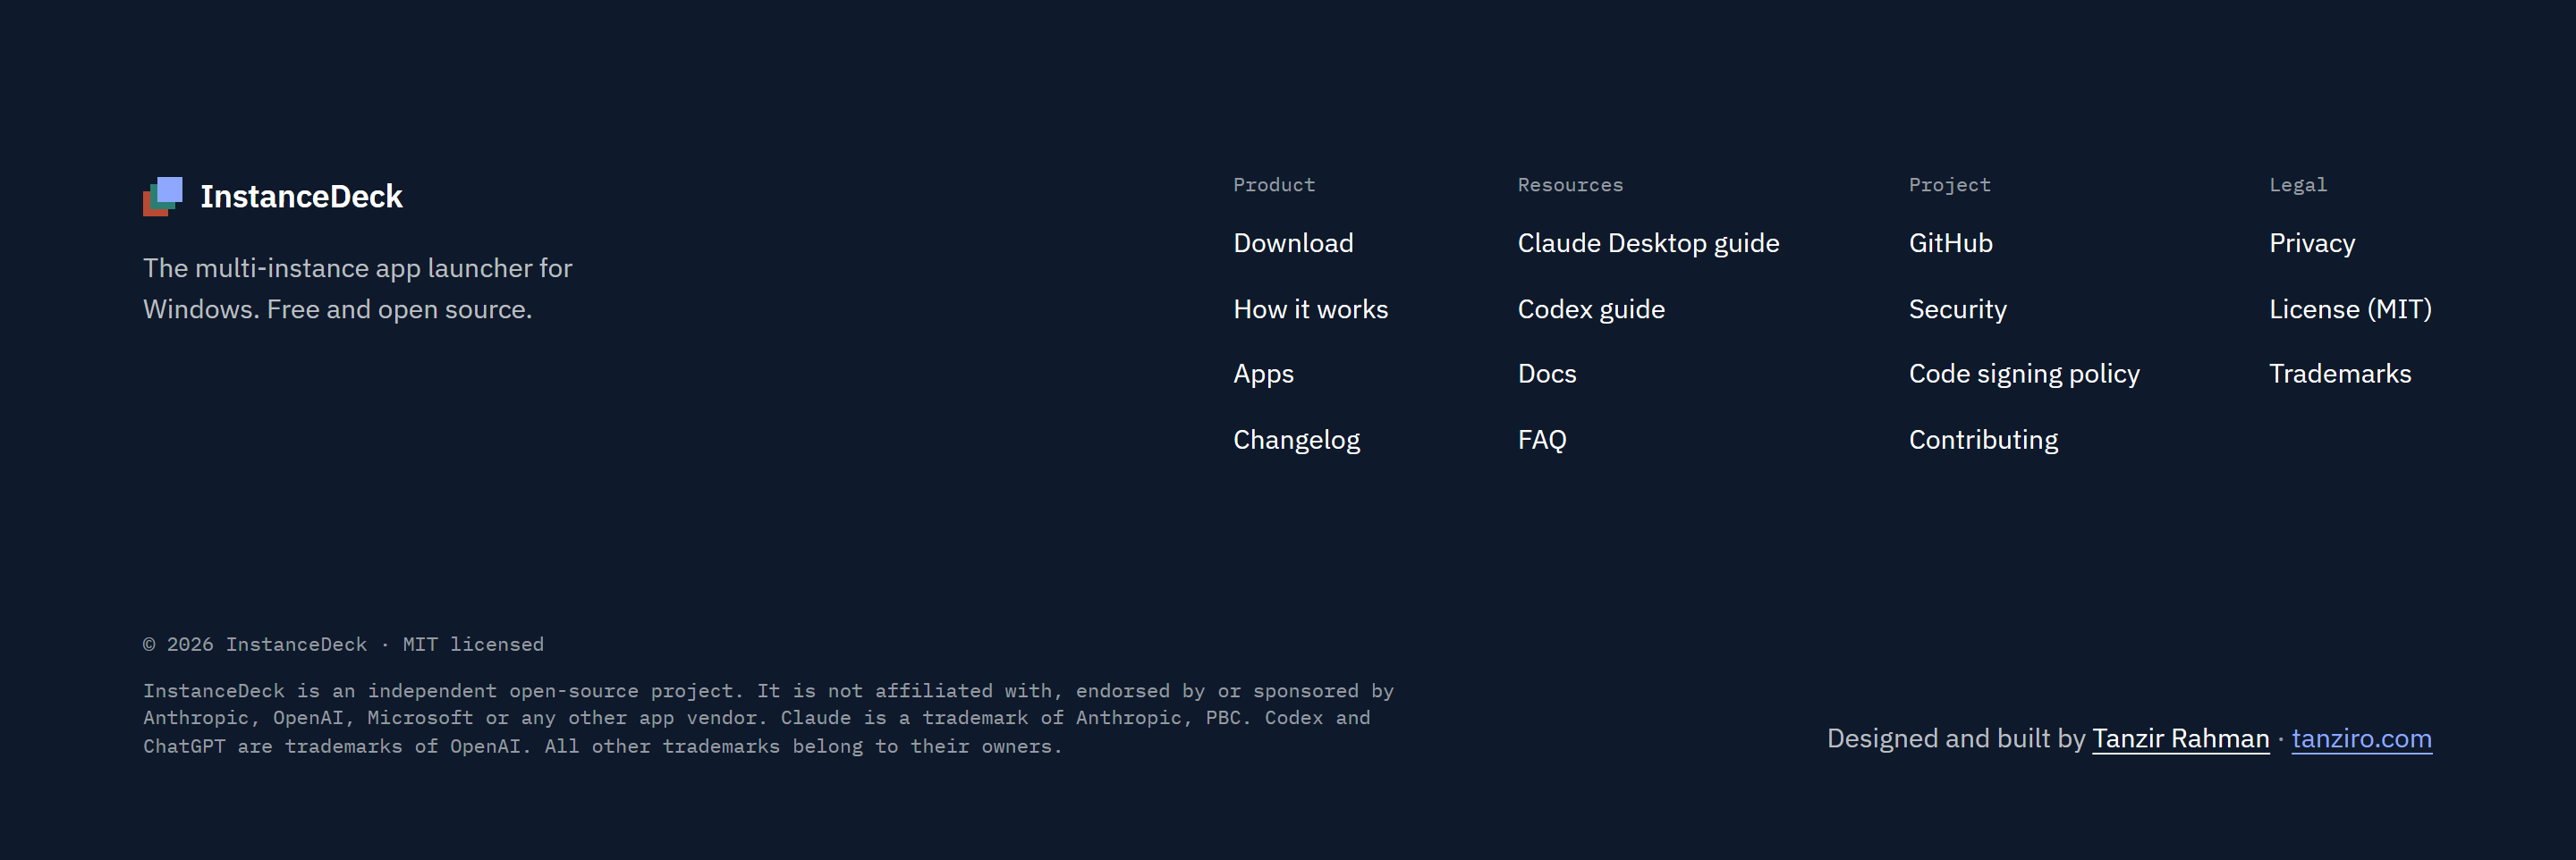 InstanceDeck
The multi-instance app launcher for
Windows. Free and open source.
Product
Download
How it works
Apps
Changelog
Resources
Claude Desktop guide
Codex guide
Docs
FAQ
Project
GitHub
Security
Code signing policy
Contributing
Legal
Privacy
License (MIT)
Trademarks
© 2026 InstanceDeck · MIT licensed
InstanceDeck is an independent open-source project. It is not affiliated with, endorsed by or sponsored by
Anthropic, OpenAI, Microsoft or any other app vendor. Claude is a trademark of Anthropic, PBC. Codex and
ChatGPT are trademarks of OpenAI. All other trademarks belong to their owners.
Designed and built by Tanzir Rahman · tanziro.com